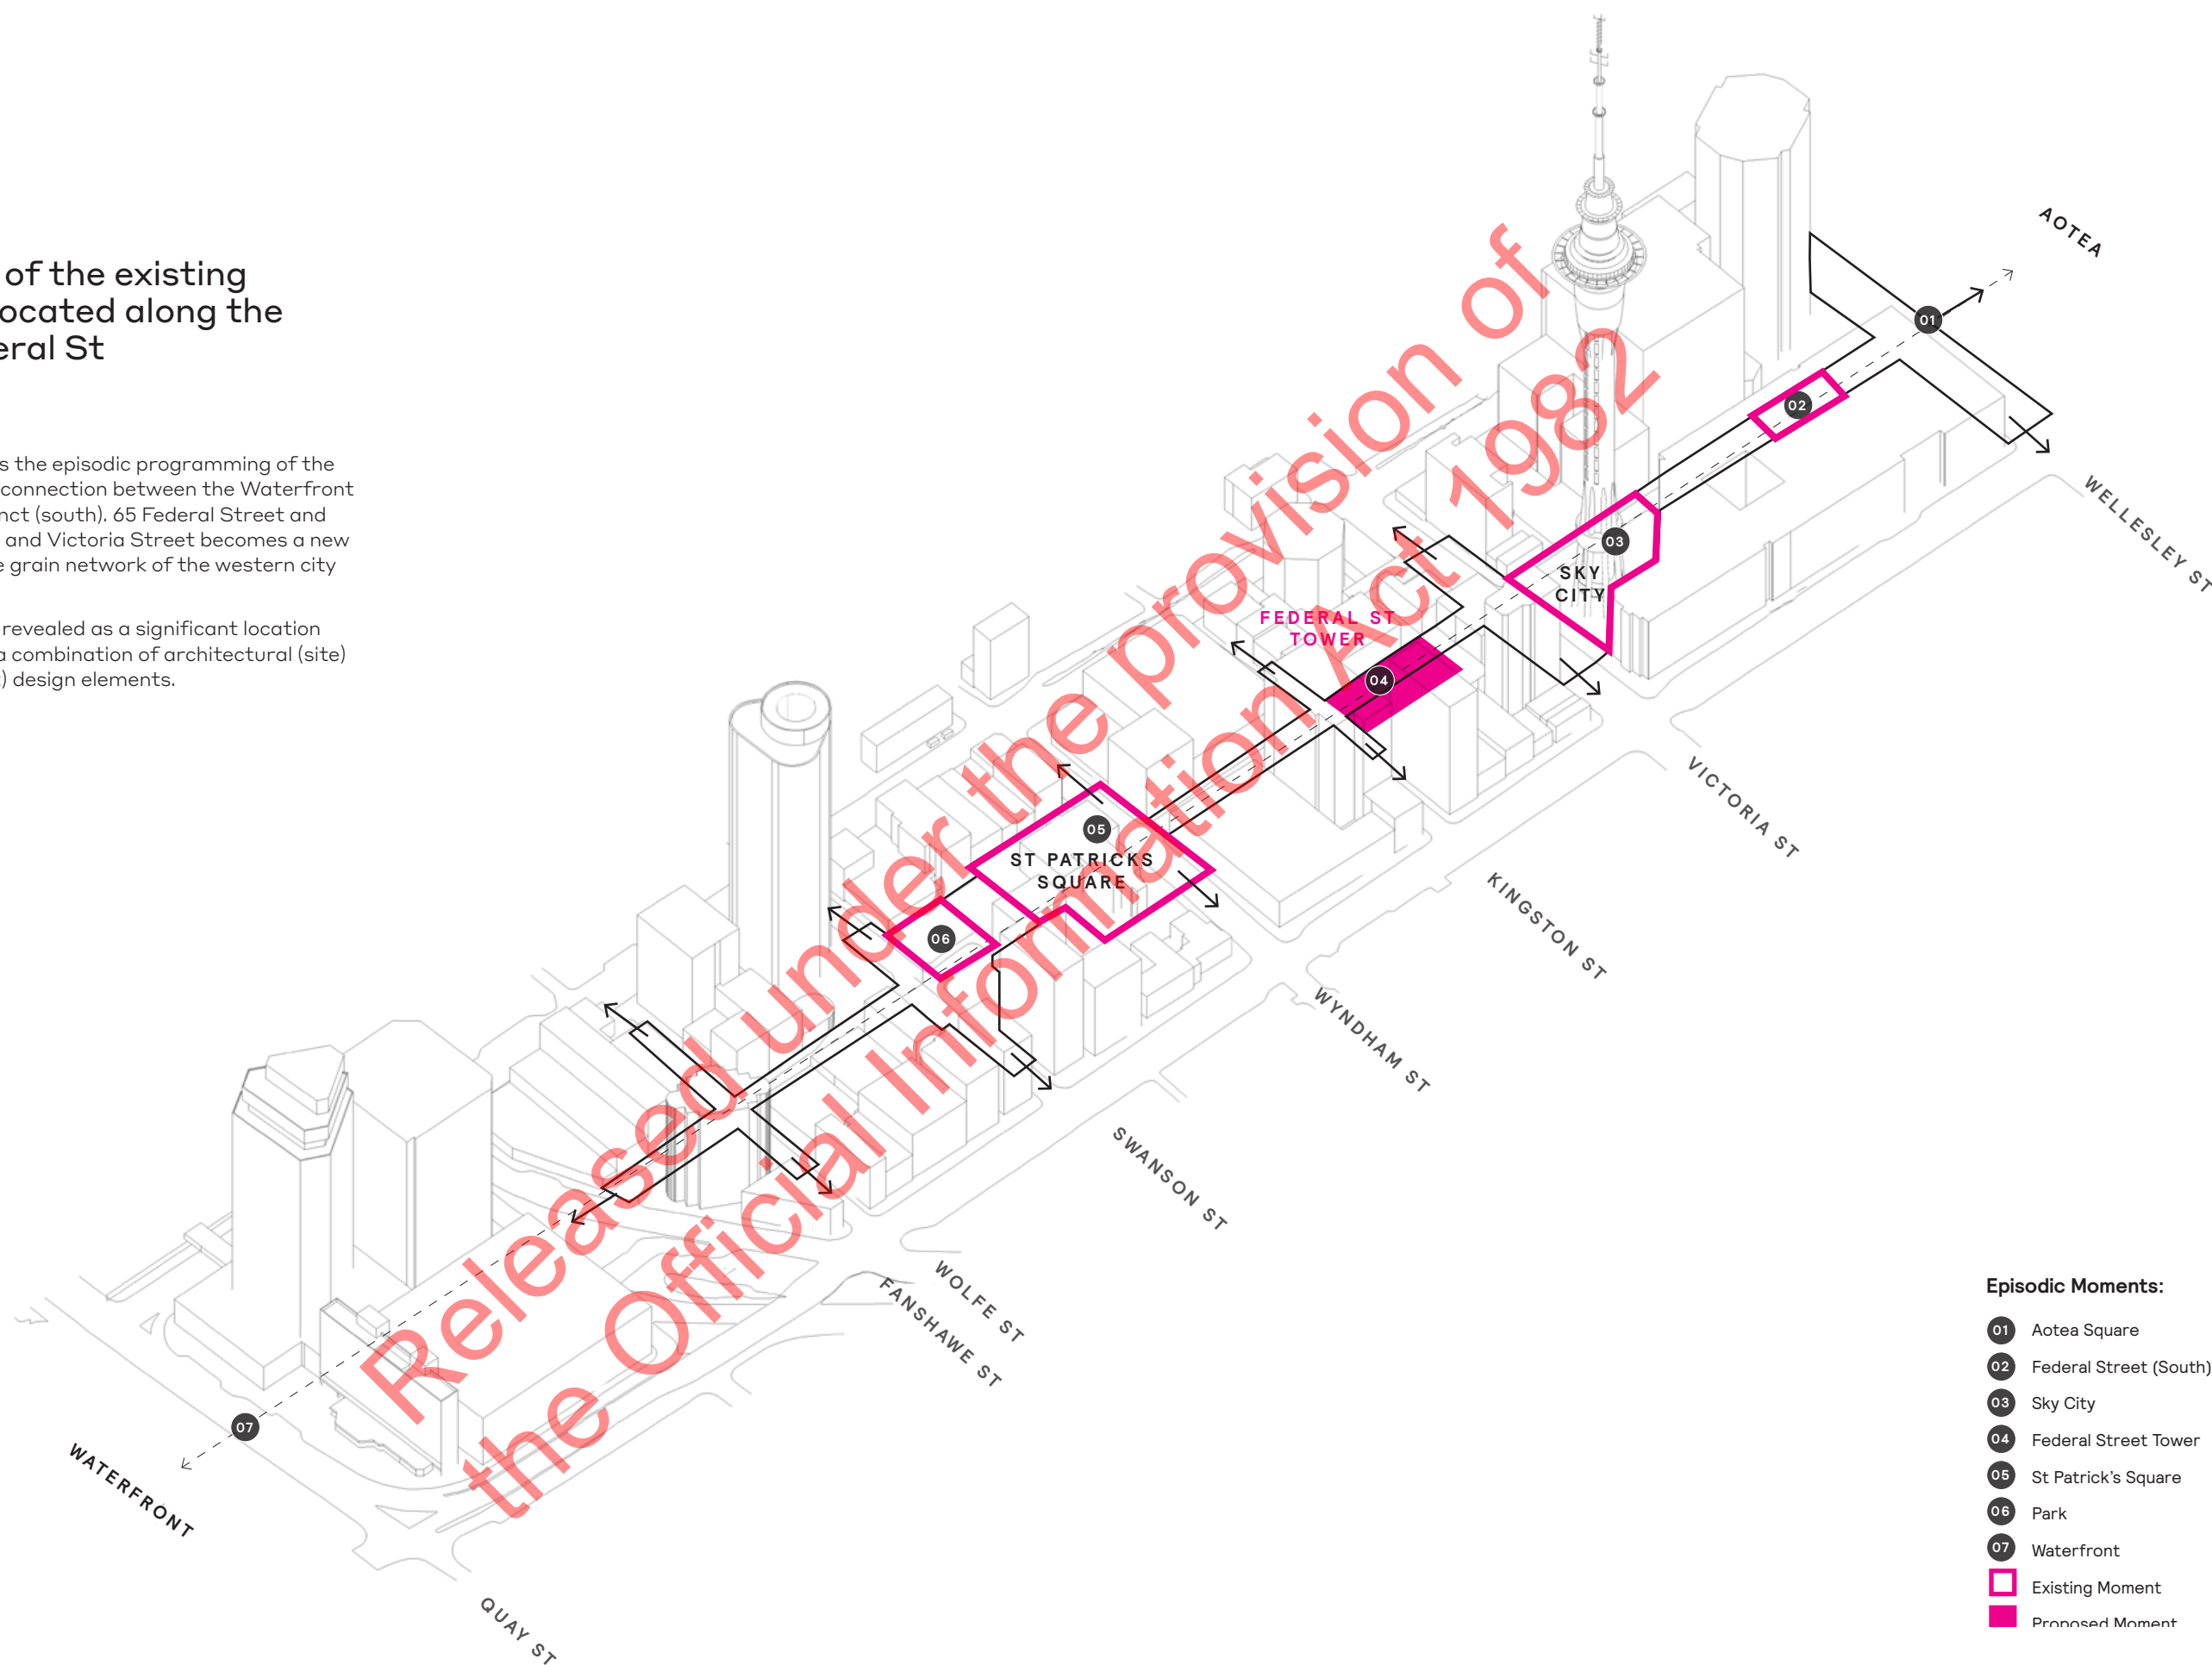 of the existing
ocated along the
eral St
s the episodic programming of the
connection between the Waterfront
nct (south). 65 Federal Street and
and Victoria Street becomes a new
e grain network of the western city
revealed as a significant location
a combination of architectural (site)
) design elements.
AOTEA
01
02
WELLESLEY ST
03
SKY
CITY
FEDERAL ST
TOWER
04
VICTORIA ST
05
ST PATRICKS
SQUARE
KINGSTON ST
06
WYNDHAM ST
SWANSON ST
WOLFE ST
FANSHAWE ST
07
WATERFRONT
QUAY ST
Released under the provision of
the Official Information Act 1982
Episodic Moments:
01 Aotea Square
02 Federal Street (South)
03 Sky City
04 Federal Street Tower
05 St Patrick's Square
06 Park
07 Waterfront
Existing Moment
Proposed Moment